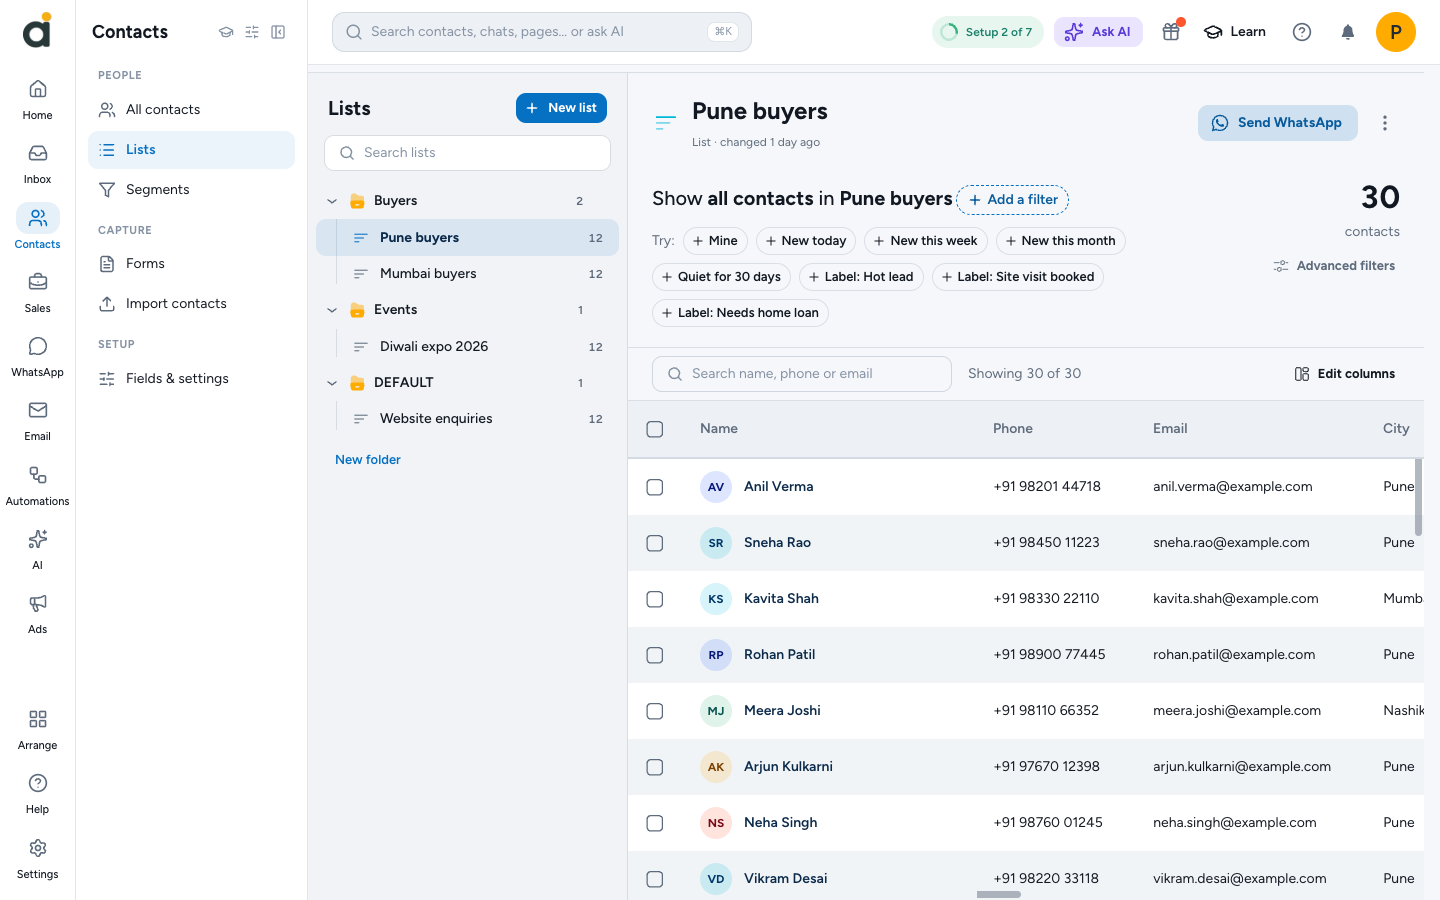 Contacts
Search contacts, chats, pages... or ask AI
⌘K
Setup 2 of 7
Ask AI
Learn
P
Home
Inbox
Contacts
Sales
WhatsApp
Email
Automations
AI
Ads
Arrange
Help
Settings
PEOPLE
All contacts
Lists
Segments
CAPTURE
Forms
Import contacts
SETUP
Fields & settings
Lists
+ New list
Search lists
Buyers 2
Pune buyers 12
Mumbai buyers 12
Events 1
Diwali expo 2026 12
DEFAULT 1
Website enquiries 12
New folder
Pune buyers
List · changed 1 day ago
Send WhatsApp
Show all contacts in Pune buyers + Add a filter
30
contacts
Try: + Mine + New today + New this week + New this month
+ Quiet for 30 days + Label: Hot lead + Label: Site visit booked
+ Label: Needs home loan
Advanced filters
Search name, phone or email
Showing 30 of 30
Edit columns
Name Phone Email City
AV Anil Verma +91 98201 44718 anil.verma@example.com Pune
SR Sneha Rao +91 98450 11223 sneha.rao@example.com Pune
KS Kavita Shah +91 98330 22110 kavita.shah@example.com Mumb
RP Rohan Patil +91 98900 77445 rohan.patil@example.com Pune
MJ Meera Joshi +91 98110 66352 meera.joshi@example.com Nashik
AK Arjun Kulkarni +91 97670 12398 arjun.kulkarni@example.com Pune
NS Neha Singh +91 98760 01245 neha.singh@example.com Pune
VD Vikram Desai +91 98220 33118 vikram.desai@example.com Pune